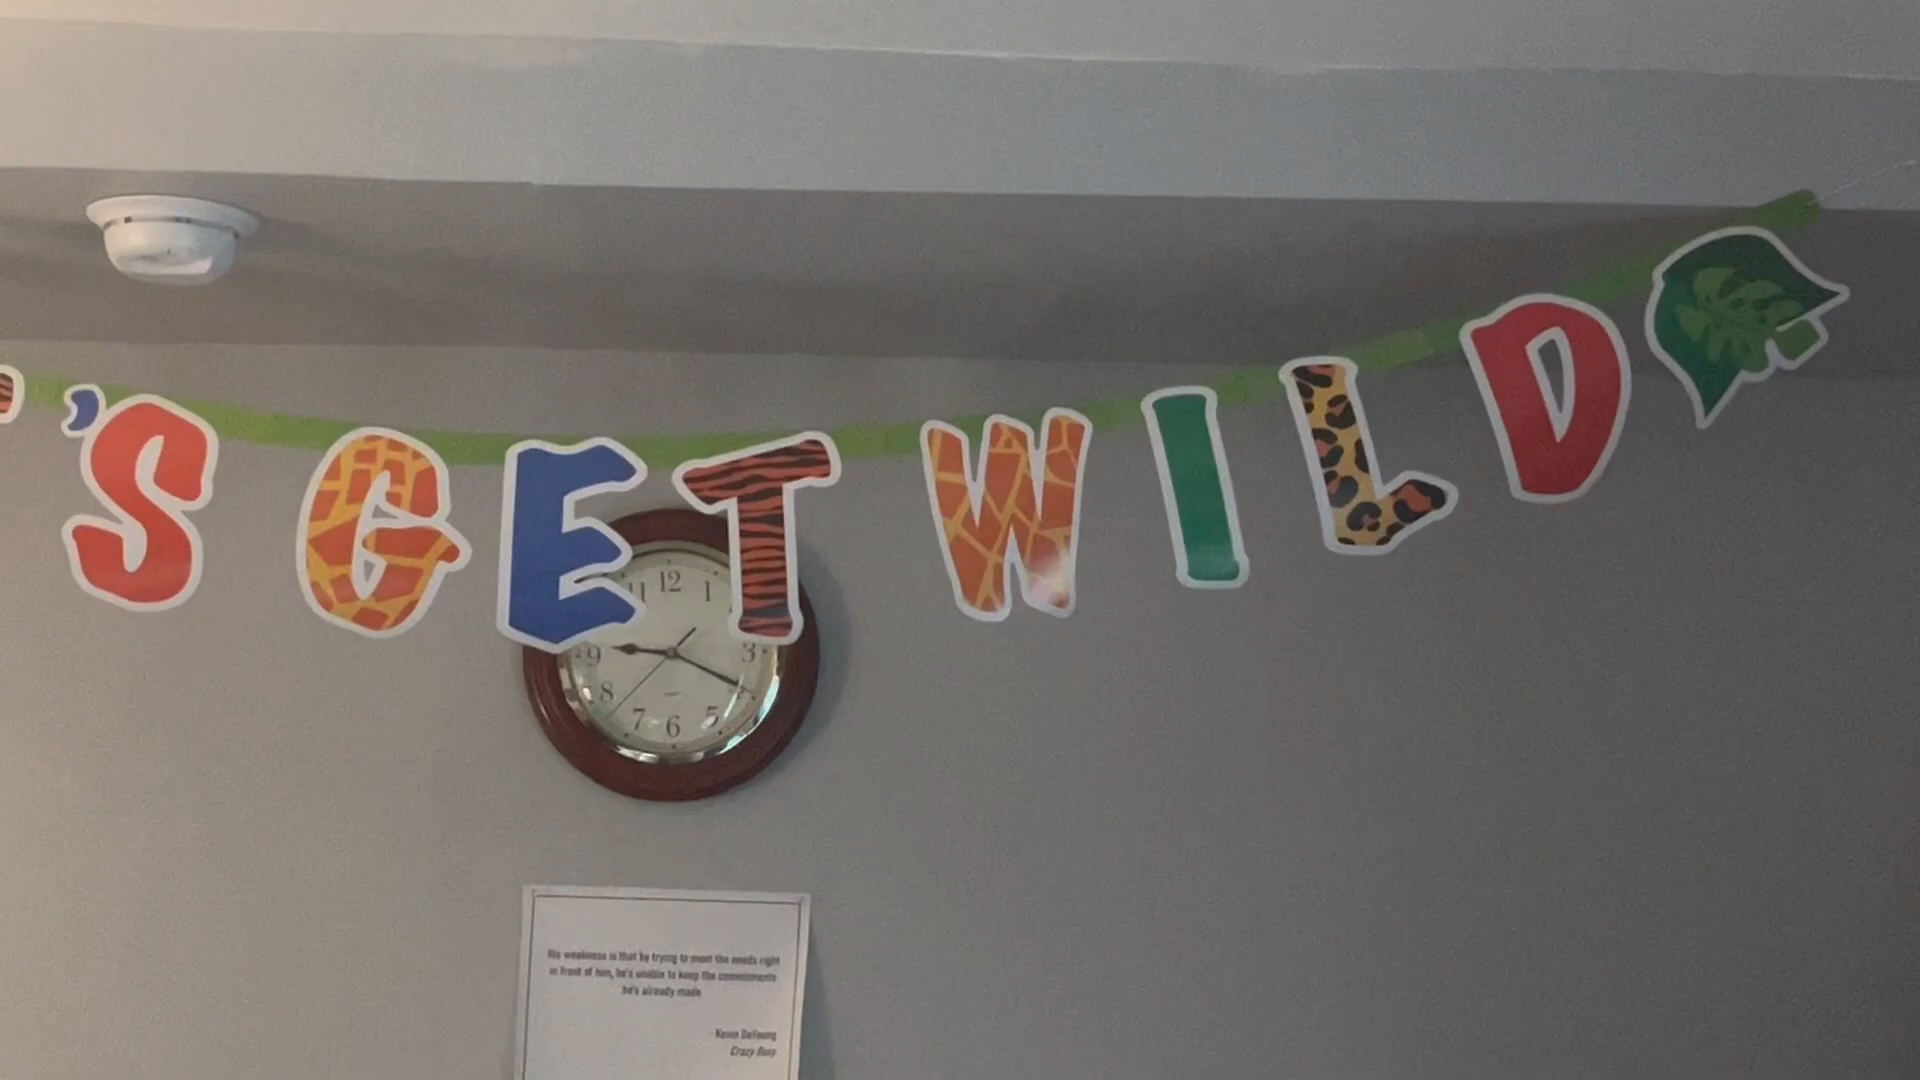 'S GET WILD
11 12 1
9 3
8
7 6 5
His weakness is that by trying to meet the needs right
in front of him, he's unable to keep the commitments
he's already made
Kevin DeYoung
Crazy Busy